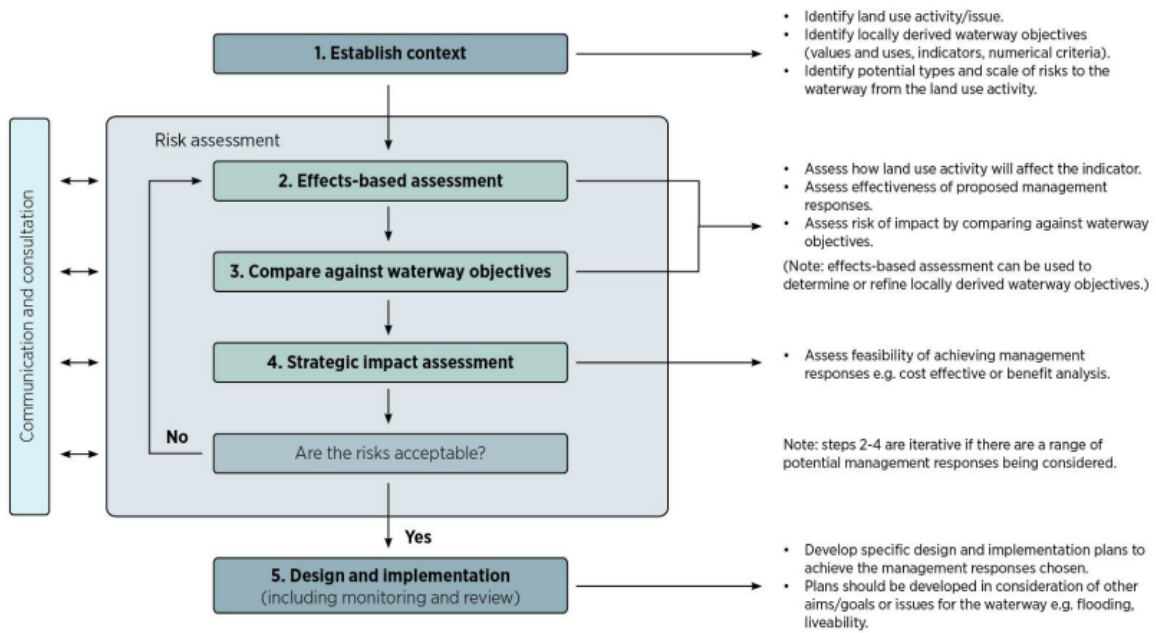 1. Establish context
• Identify land use activity/issue.
• Identify locally derived waterway objectives
(values and uses, indicators, numerical criteria).
• Identify potential types and scale of risks to the
waterway from the land use activity.
Communication and consultation
Risk assessment
2. Effects-based assessment
3. Compare against waterway objectives
• Assess how land use activity will affect the indicator.
• Assess effectiveness of proposed management
responses.
• Assess risk of impact by comparing against waterway
objectives.
(Note: effects-based assessment can be used to
determine or refine locally derived waterway objectives.)
4. Strategic impact assessment
• Assess feasibility of achieving management
responses e.g. cost effective or benefit analysis.
No
Are the risks acceptable?
Note: steps 2-4 are iterative if there are a range of
potential management responses being considered.
Yes
5. Design and implementation
(including monitoring and review)
• Develop specific design and implementation plans to
achieve the management responses chosen.
• Plans should be developed in consideration of other
aims/goals or issues for the waterway e.g. flooding,
liveability.